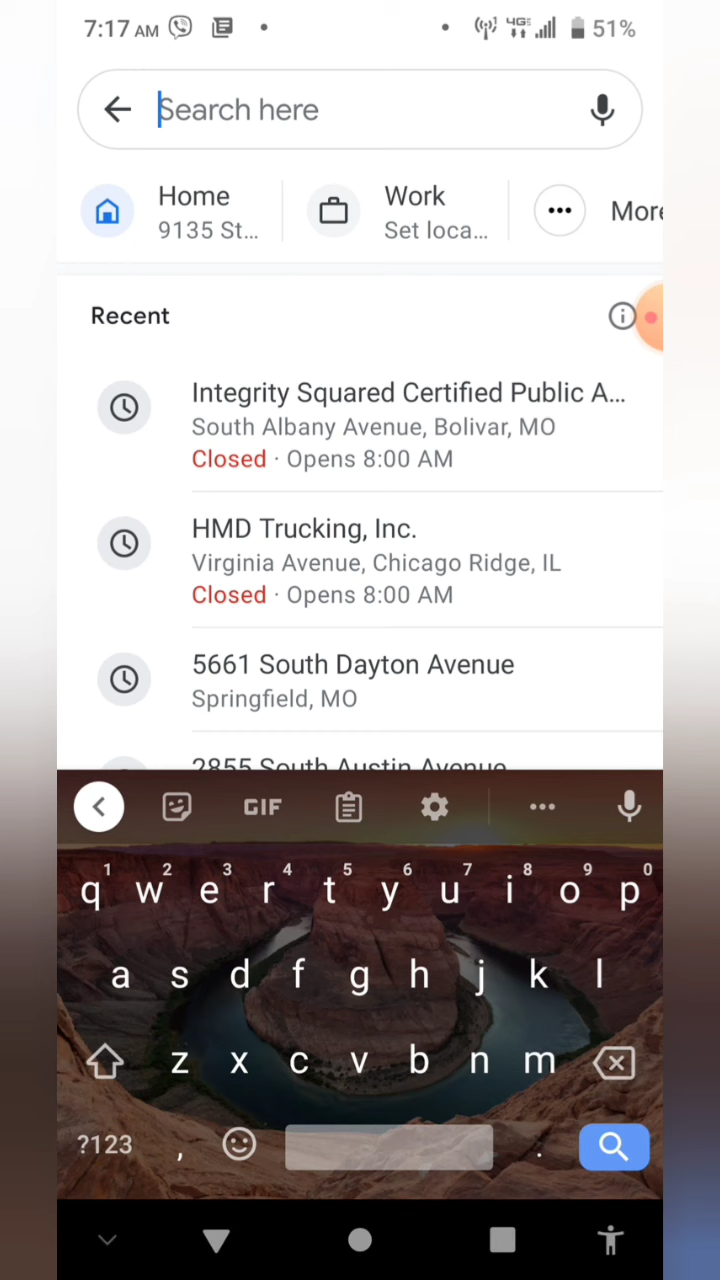 7:17 AM 4G 51%
Search here
Home
9135 St...
Work
Set loca...
More
Recent
Integrity Squared Certified Public A...
South Albany Avenue, Bolivar, MO
Closed · Opens 8:00 AM
HMD Trucking, Inc.
Virginia Avenue, Chicago Ridge, IL
Closed · Opens 8:00 AM
5661 South Dayton Avenue
Springfield, MO
2855 South Austin Avenue
GIF
1 2 3 4 5 6 7 8 9 0
q w e r t y u i o p
a s d f g h j k l
z x c v b n m
?123 , .